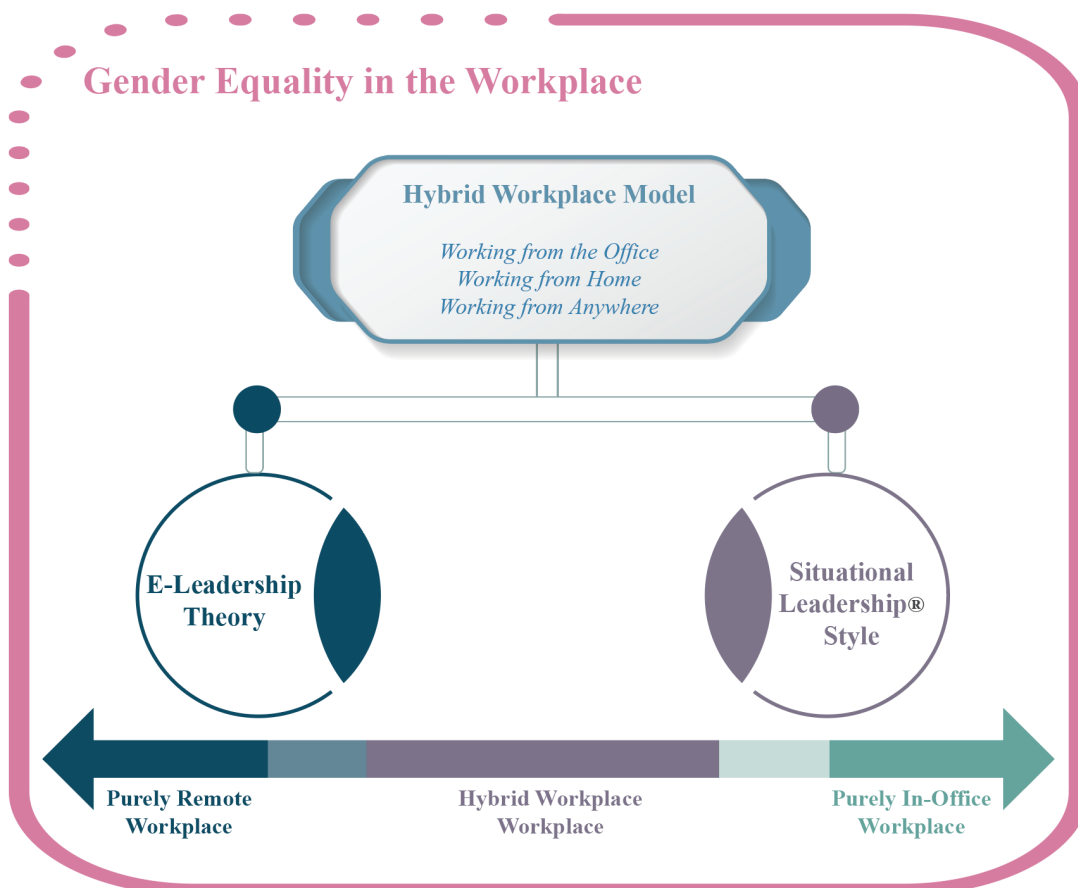 Gender Equality in the Workplace
Hybrid Workplace Model
Working from the Office
Working from Home
Working from Anywhere
E-Leadership
Theory
Situational
Leadership®
Style
Purely Remote
Workplace
Hybrid Workplace
Workplace
Purely In-Office
Workplace